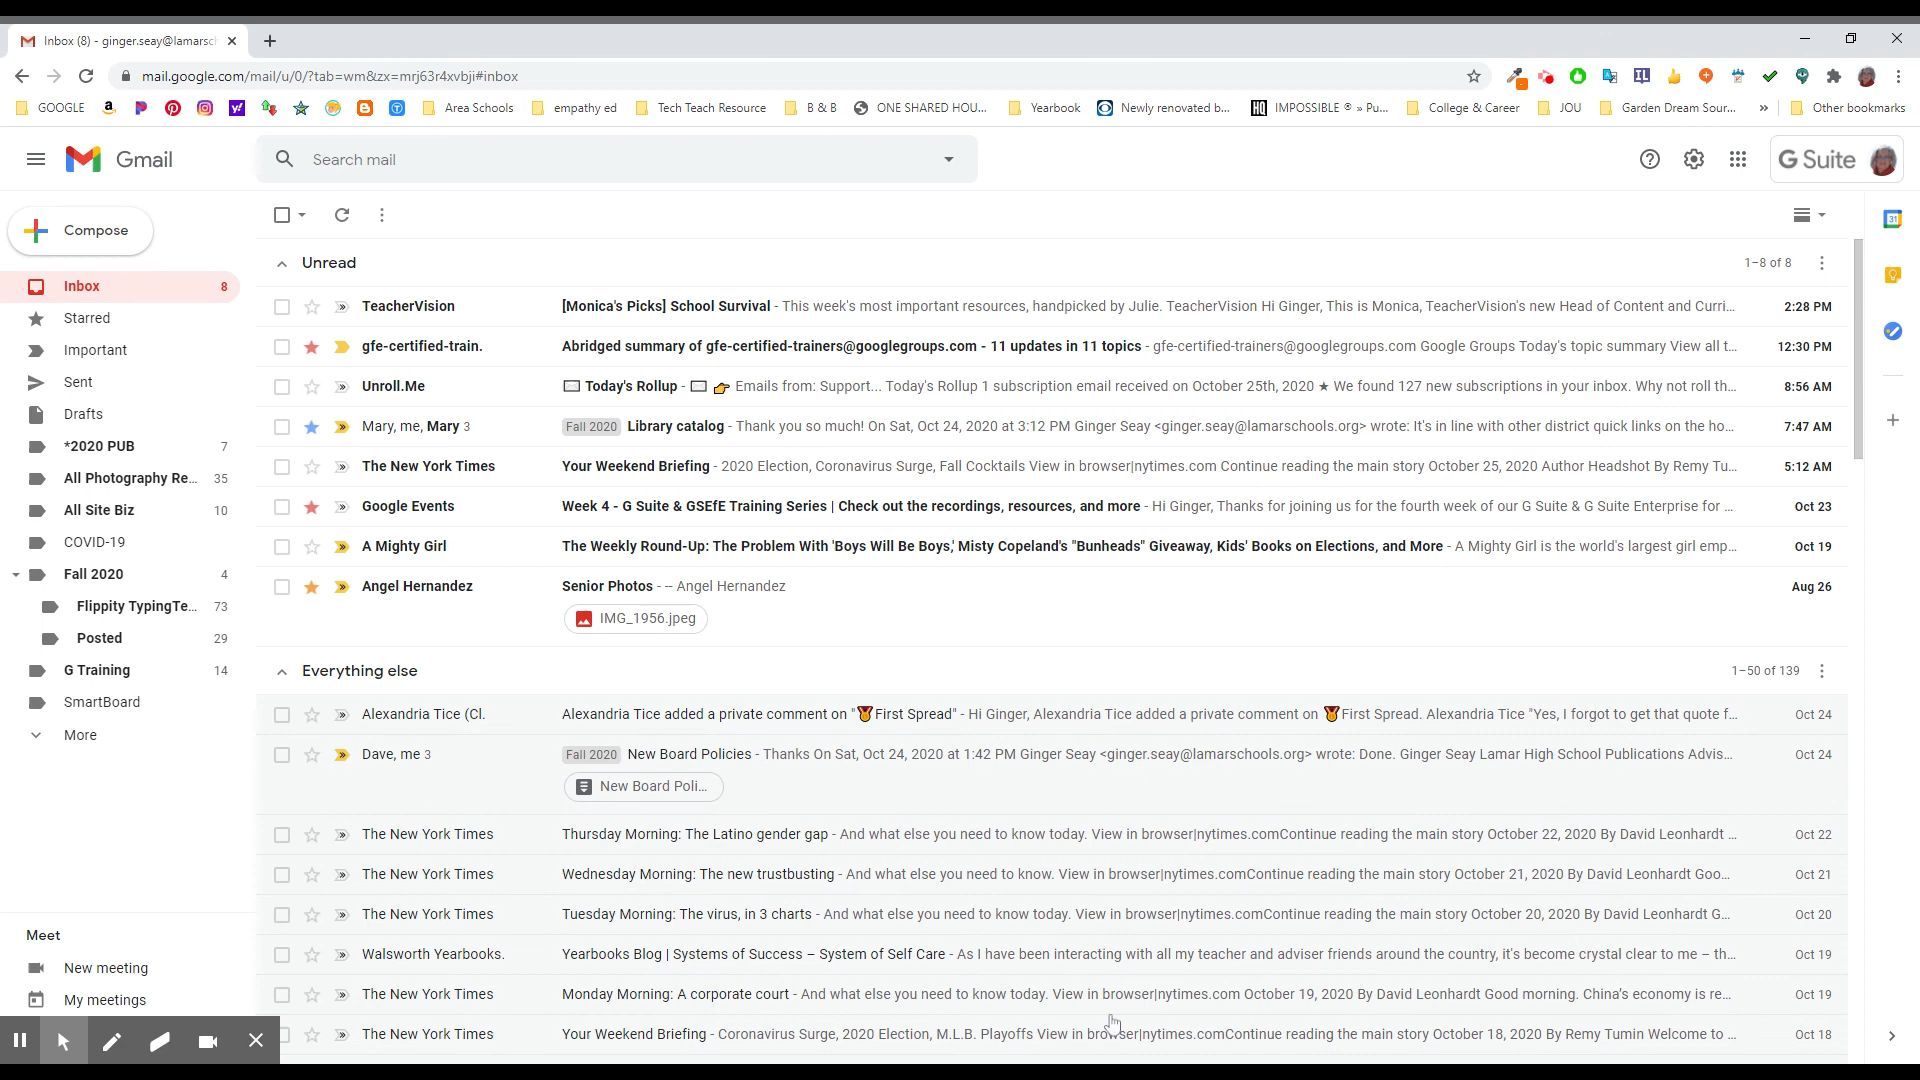 Inbox (8) - ginger.seay@lamarsch
mail.google.com/mail/u/0/?tab=wm&zx=mrj63r4xvbji#inbox
GOOGLE Area Schools empathy ed Tech Teach Resource B & B ONE SHARED HOU... Yearbook Newly renovated b... IMPOSSIBLE ® » Pu... College & Career JOU Garden Dream Sour... » Other bookmarks
Gmail
Search mail
G Suite
Compose
Inbox 8
Starred
Important
Sent
Drafts
*2020 PUB 7
All Photography Re... 35
All Site Biz 10
COVID-19
Fall 2020 4
Flippity TypingTe... 73
Posted 29
G Training 14
SmartBoard
More
Meet
New meeting
My meetings
Unread 1–8 of 8
TeacherVision [Monica's Picks] School Survival - This week's most important resources, handpicked by Julie. TeacherVision Hi Ginger, This is Monica, TeacherVision's new Head of Content and Curri... 2:28 PM
gfe-certified-train. Abridged summary of gfe-certified-trainers@googlegroups.com - 11 updates in 11 topics - gfe-certified-trainers@googlegroups.com Google Groups Today's topic summary View all t... 12:30 PM
Unroll.Me Today's Rollup - Emails from: Support... Today's Rollup 1 subscription email received on October 25th, 2020 ★ We found 127 new subscriptions in your inbox. Why not roll th... 8:56 AM
Mary, me, Mary 3 Fall 2020 Library catalog - Thank you so much! On Sat, Oct 24, 2020 at 3:12 PM Ginger Seay <ginger.seay@lamarschools.org> wrote: It's in line with other district quick links on the ho... 7:47 AM
The New York Times Your Weekend Briefing - 2020 Election, Coronavirus Surge, Fall Cocktails View in browser|nytimes.com Continue reading the main story October 25, 2020 Author Headshot By Remy Tu... 5:12 AM
Google Events Week 4 - G Suite & GSEfE Training Series | Check out the recordings, resources, and more - Hi Ginger, Thanks for joining us for the fourth week of our G Suite & G Suite Enterprise for ... Oct 23
A Mighty Girl The Weekly Round-Up: The Problem With 'Boys Will Be Boys,' Misty Copeland's "Bunheads" Giveaway, Kids' Books on Elections, and More - A Mighty Girl is the world's largest girl emp... Oct 19
Angel Hernandez Senior Photos - -- Angel Hernandez Aug 26
IMG_1956.jpeg
Everything else 1–50 of 139
Alexandria Tice (Cl. Alexandria Tice added a private comment on "🏅First Spread" - Hi Ginger, Alexandria Tice added a private comment on 🏅First Spread. Alexandria Tice "Yes, I forgot to get that quote f... Oct 24
Dave, me 3 Fall 2020 New Board Policies - Thanks On Sat, Oct 24, 2020 at 1:42 PM Ginger Seay <ginger.seay@lamarschools.org> wrote: Done. Ginger Seay Lamar High School Publications Advis... Oct 24
New Board Poli...
The New York Times Thursday Morning: The Latino gender gap - And what else you need to know today. View in browser|nytimes.comContinue reading the main story October 22, 2020 By David Leonhardt ... Oct 22
The New York Times Wednesday Morning: The new trustbusting - And what else you need to know. View in browser|nytimes.comContinue reading the main story October 21, 2020 By David Leonhardt Goo... Oct 21
The New York Times Tuesday Morning: The virus, in 3 charts - And what else you need to know today. View in browser|nytimes.comContinue reading the main story October 20, 2020 By David Leonhardt G... Oct 20
Walsworth Yearbooks. Yearbooks Blog | Systems of Success – System of Self Care - As I have been interacting with all my teacher and adviser friends around the country, it's become crystal clear to me – th... Oct 19
The New York Times Monday Morning: A corporate court - And what else you need to know today. View in browser|nytimes.com October 19, 2020 By David Leonhardt Good morning. China's economy is re... Oct 19
The New York Times Your Weekend Briefing - Coronavirus Surge, 2020 Election, M.L.B. Playoffs View in browser|nytimes.comContinue reading the main story October 18, 2020 By Remy Tumin Welcome to ... Oct 18